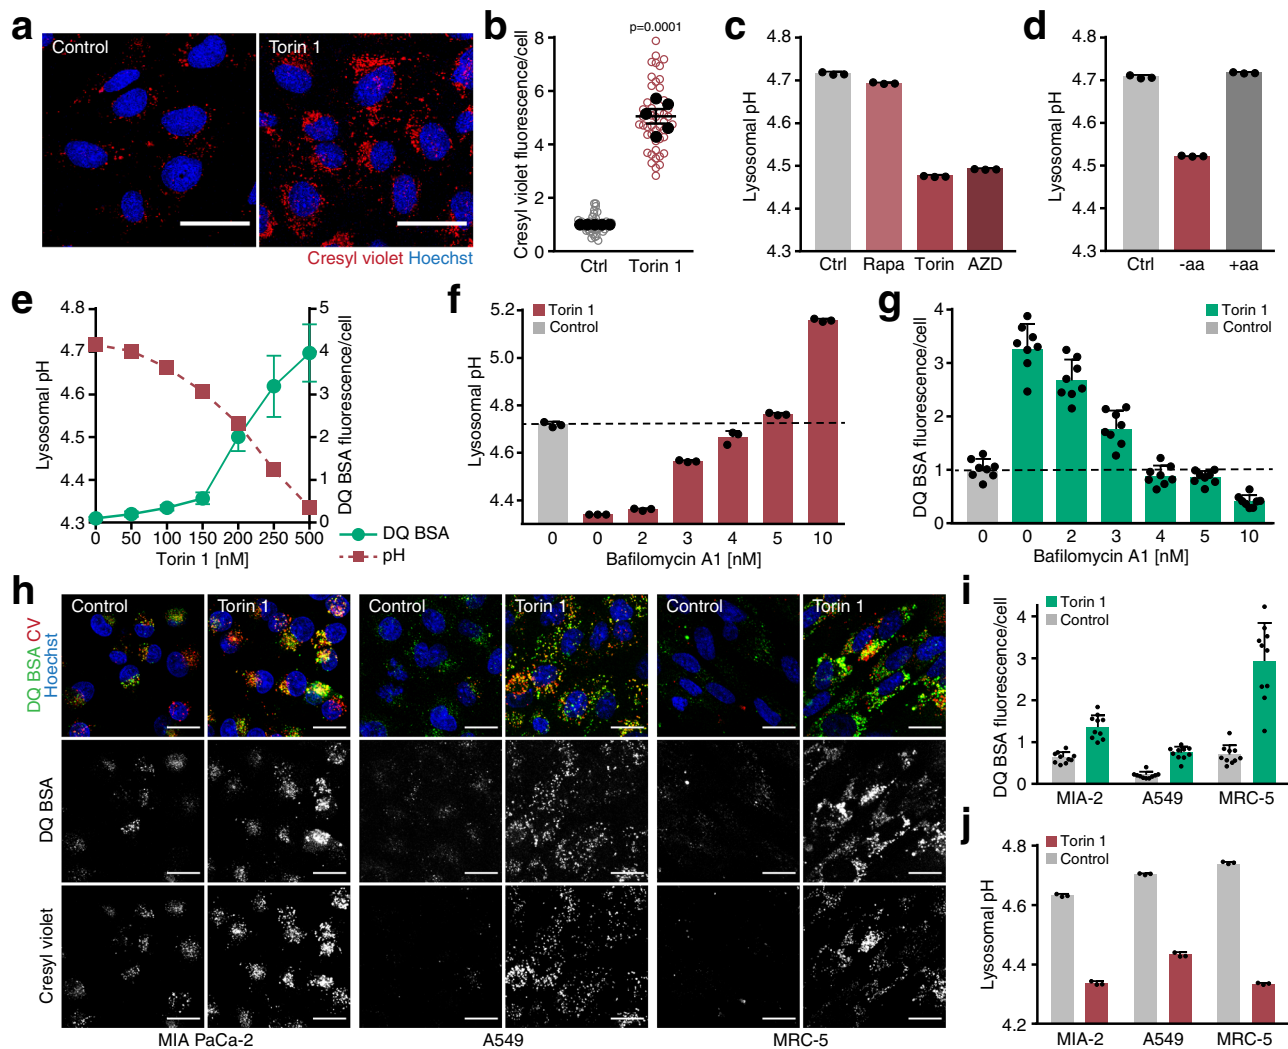 a
Control
Torin 1
Cresyl violet Hoechst
b
p=0.0001
Cresyl violet fluorescence/cell
8
6
4
2
0
Ctrl Torin 1
c
Lysosomal pH
4.8
4.7
4.6
4.5
4.4
4.3
Ctrl Rapa Torin AZD
d
Lysosomal pH
4.8
4.7
4.6
4.5
4.4
4.3
Ctrl -aa +aa
e
Lysosomal pH
4.8
4.7
4.6
4.5
4.4
4.3
DQ BSA fluorescence/cell
5
4
3
2
1
0
0 50 100 150 200 250 500
Torin 1 [nM]
DQ BSA
pH
f
Torin 1
Control
Lysosomal pH
5.2
5.0
4.8
4.6
4.4
0 0 2 3 4 5 10
Bafilomycin A1 [nM]
g
Torin 1
Control
DQ BSA fluorescence/cell
4
3
2
1
0
0 0 2 3 4 5 10
Bafilomycin A1 [nM]
h
Control Torin 1 Control Torin 1 Control Torin 1
DQ BSA CV
Hoechst
DQ BSA
Cresyl violet
MIA PaCa-2 A549 MRC-5
i
Torin 1
Control
DQ BSA fluorescence/cell
4
3
2
1
0
MIA-2 A549 MRC-5
j
Torin 1
Control
Lysosomal pH
4.8
4.6
4.4
4.2
MIA-2 A549 MRC-5